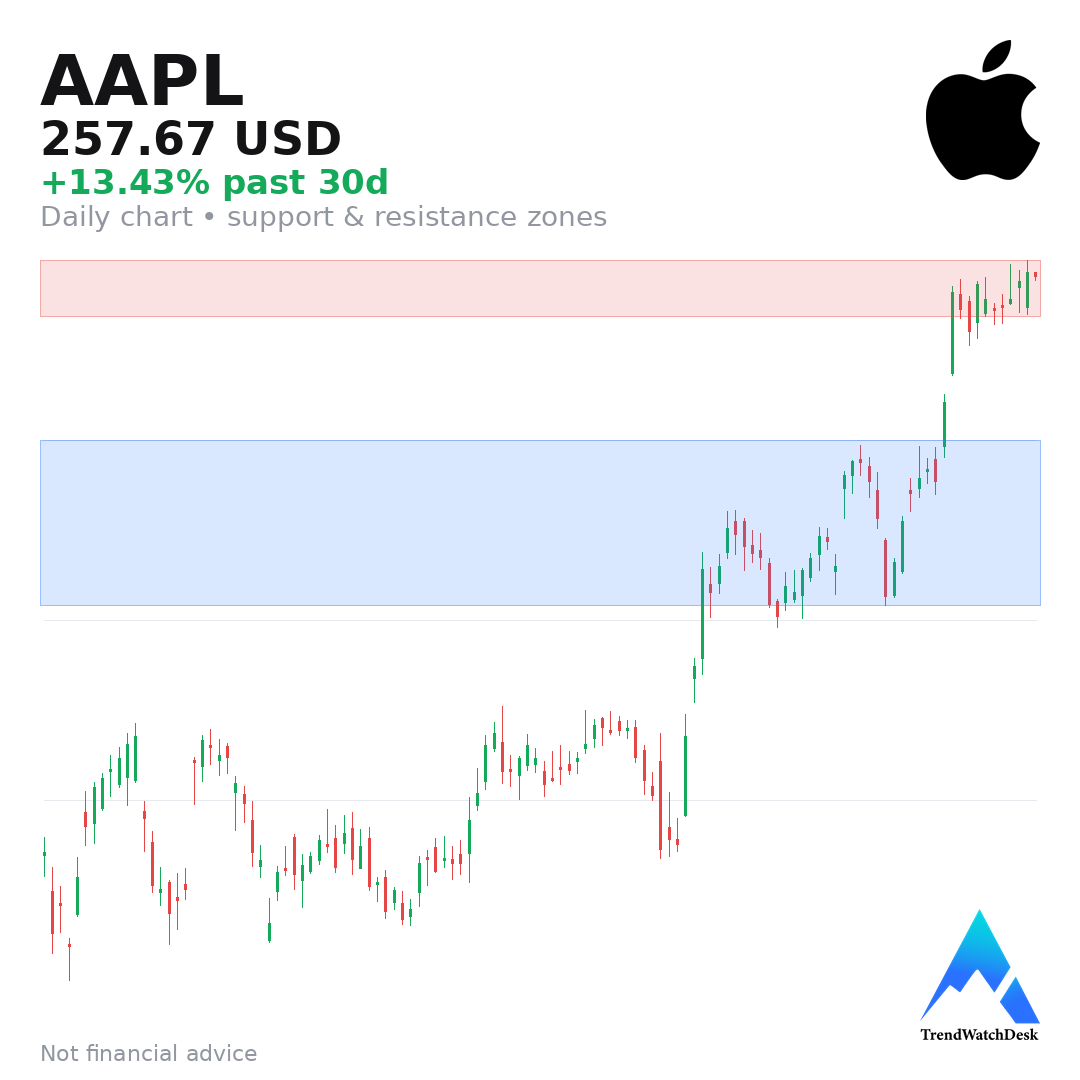 AAPL
257.67 USD
+13.43% past 30d
Daily chart • support & resistance zones
TrendWatchDesk
Not financial advice